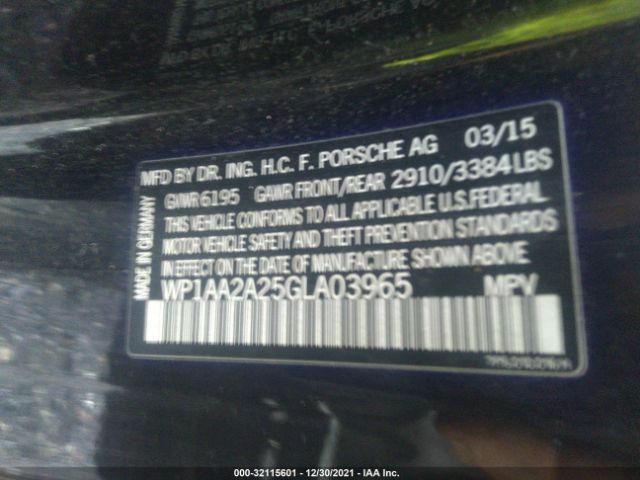 MFD BY DR. ING. H.C. F. PORSCHE AG 03/15
GVWR 6195 GAWR FRONT/REAR 2910/3384 LBS
THIS VEHICLE CONFORMS TO ALL APPLICABLE U.S. FEDERAL
MOTOR VEHICLE SAFETY AND THEFT PREVENTION STANDARDS
IN EFFECT ON THE DATE OF MANUFACTURE SHOWN ABOVE.
WP1AA2A25GLA03965 MPV
MADE IN GERMANY
000-32115601 - 12/30/2021 - IAA Inc.